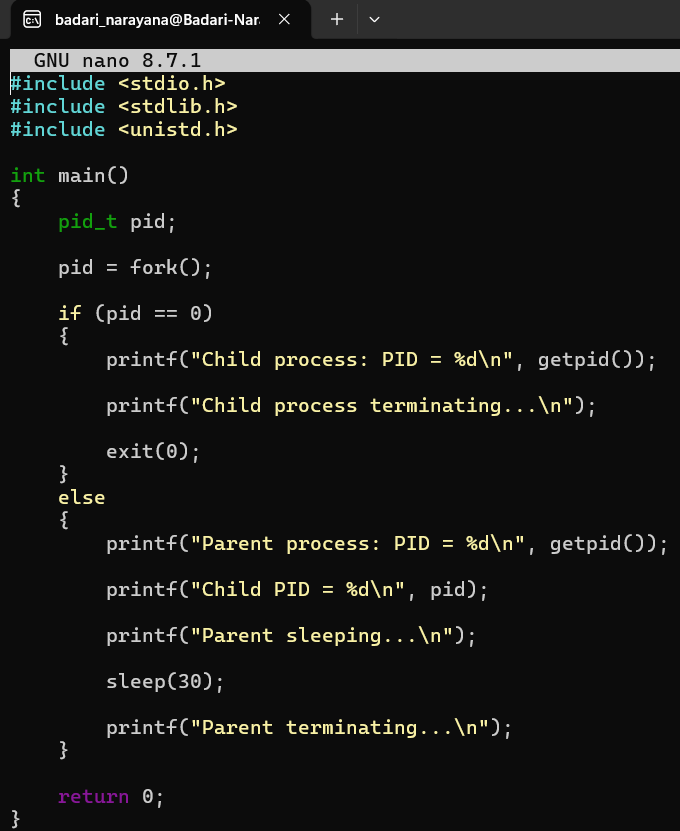 badari_narayana@Badari-Nar
GNU nano 8.7.1
#include <stdio.h>
#include <stdlib.h>
#include <unistd.h>
int main()
{
    pid_t pid;
    pid = fork();
    if (pid == 0)
    {
        printf("Child process: PID = %d\n", getpid());
        printf("Child process terminating...\n");
        exit(0);
    }
    else
    {
        printf("Parent process: PID = %d\n", getpid());
        printf("Child PID = %d\n", pid);
        printf("Parent sleeping...\n");
        sleep(30);
        printf("Parent terminating...\n");
    }
    return 0;
}